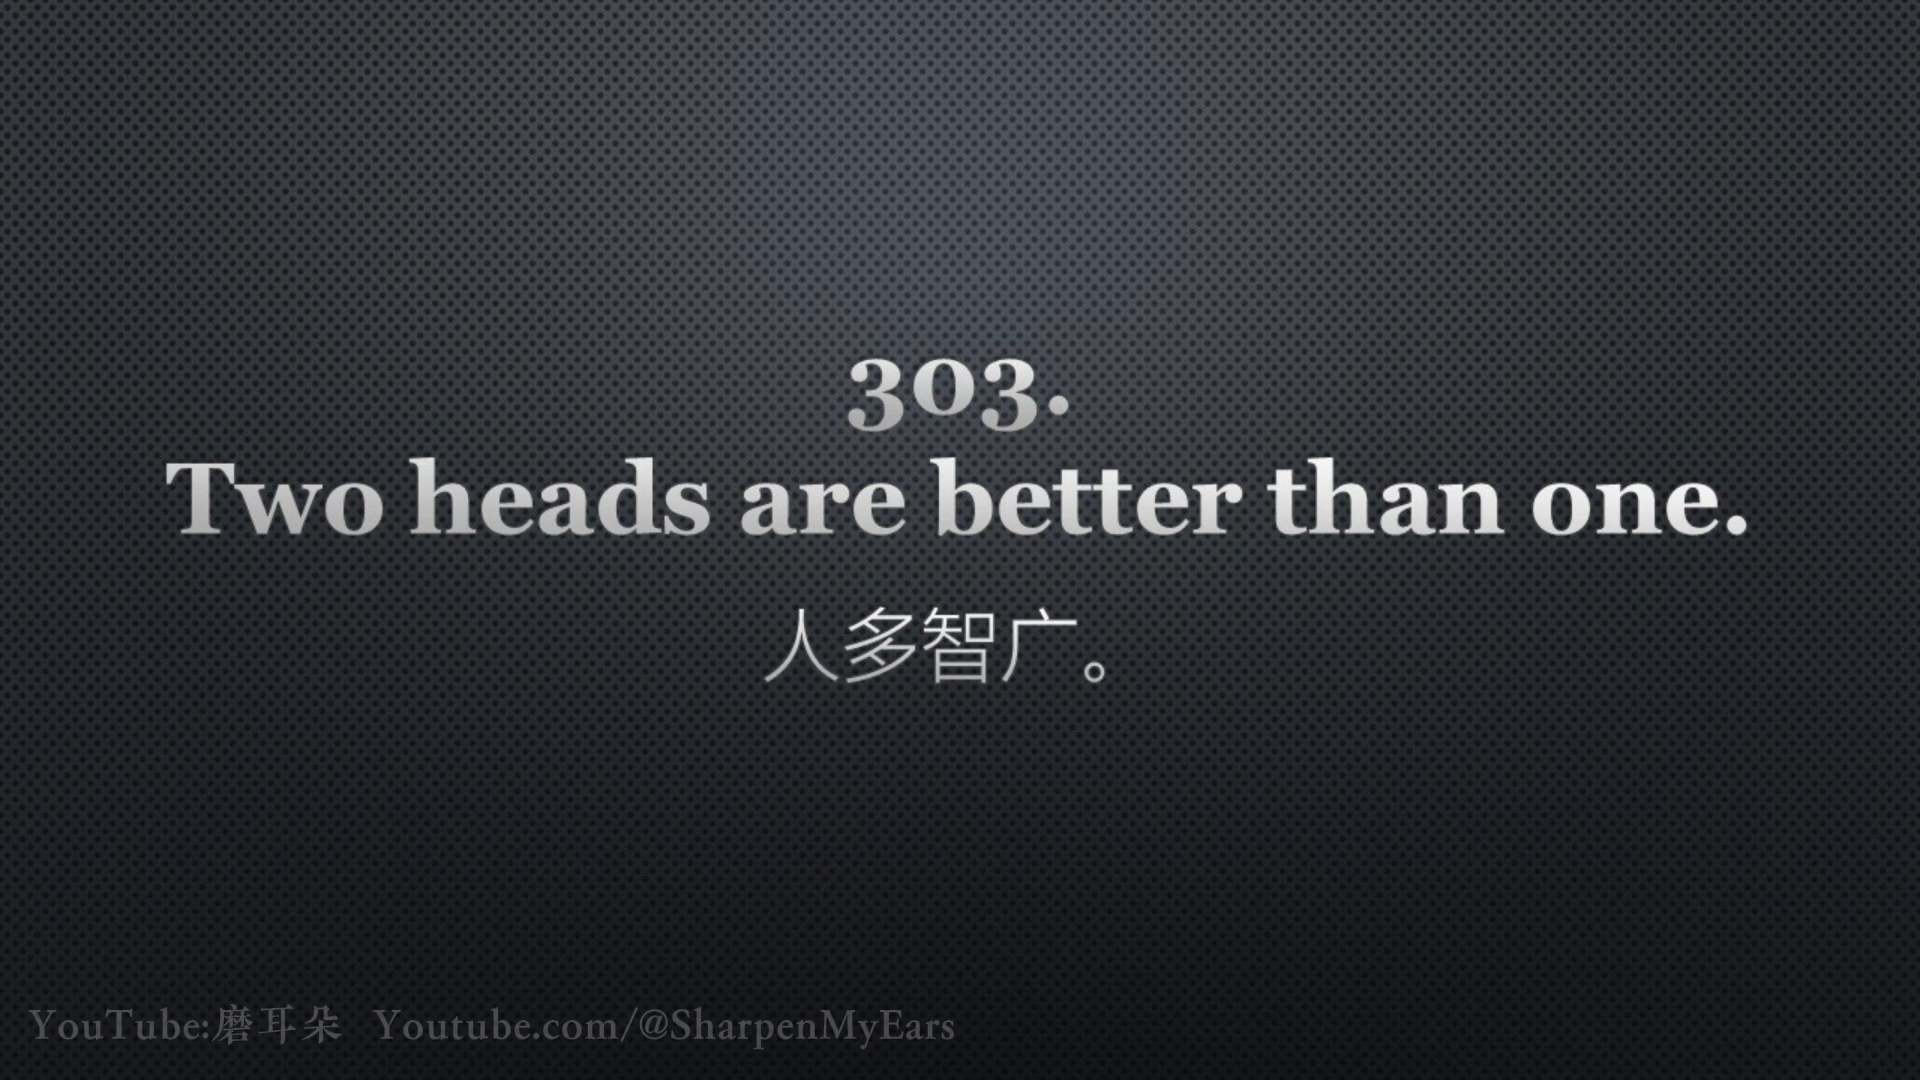 303.
Two heads are better than one.
人多智广。
YouTube:磨耳朵 Youtube.com/@SharpenMyEars